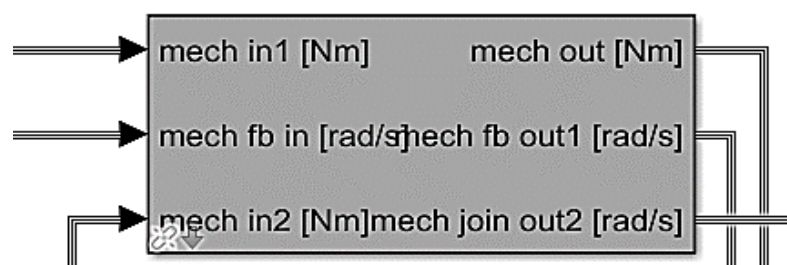 mech in1 [Nm] mech out [Nm]
mech fb in [rad/s] mech fb out1 [rad/s]
mech in2 [Nm] mech join out2 [rad/s]